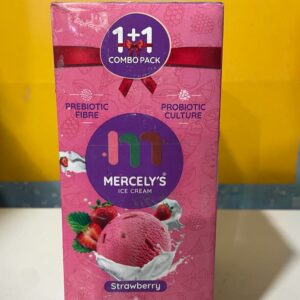 1+1
COMBO PACK
PREBIOTIC
FIBRE
PROBIOTIC
CULTURE
m
MERCELY'S®
ICE CREAM
Strawberry